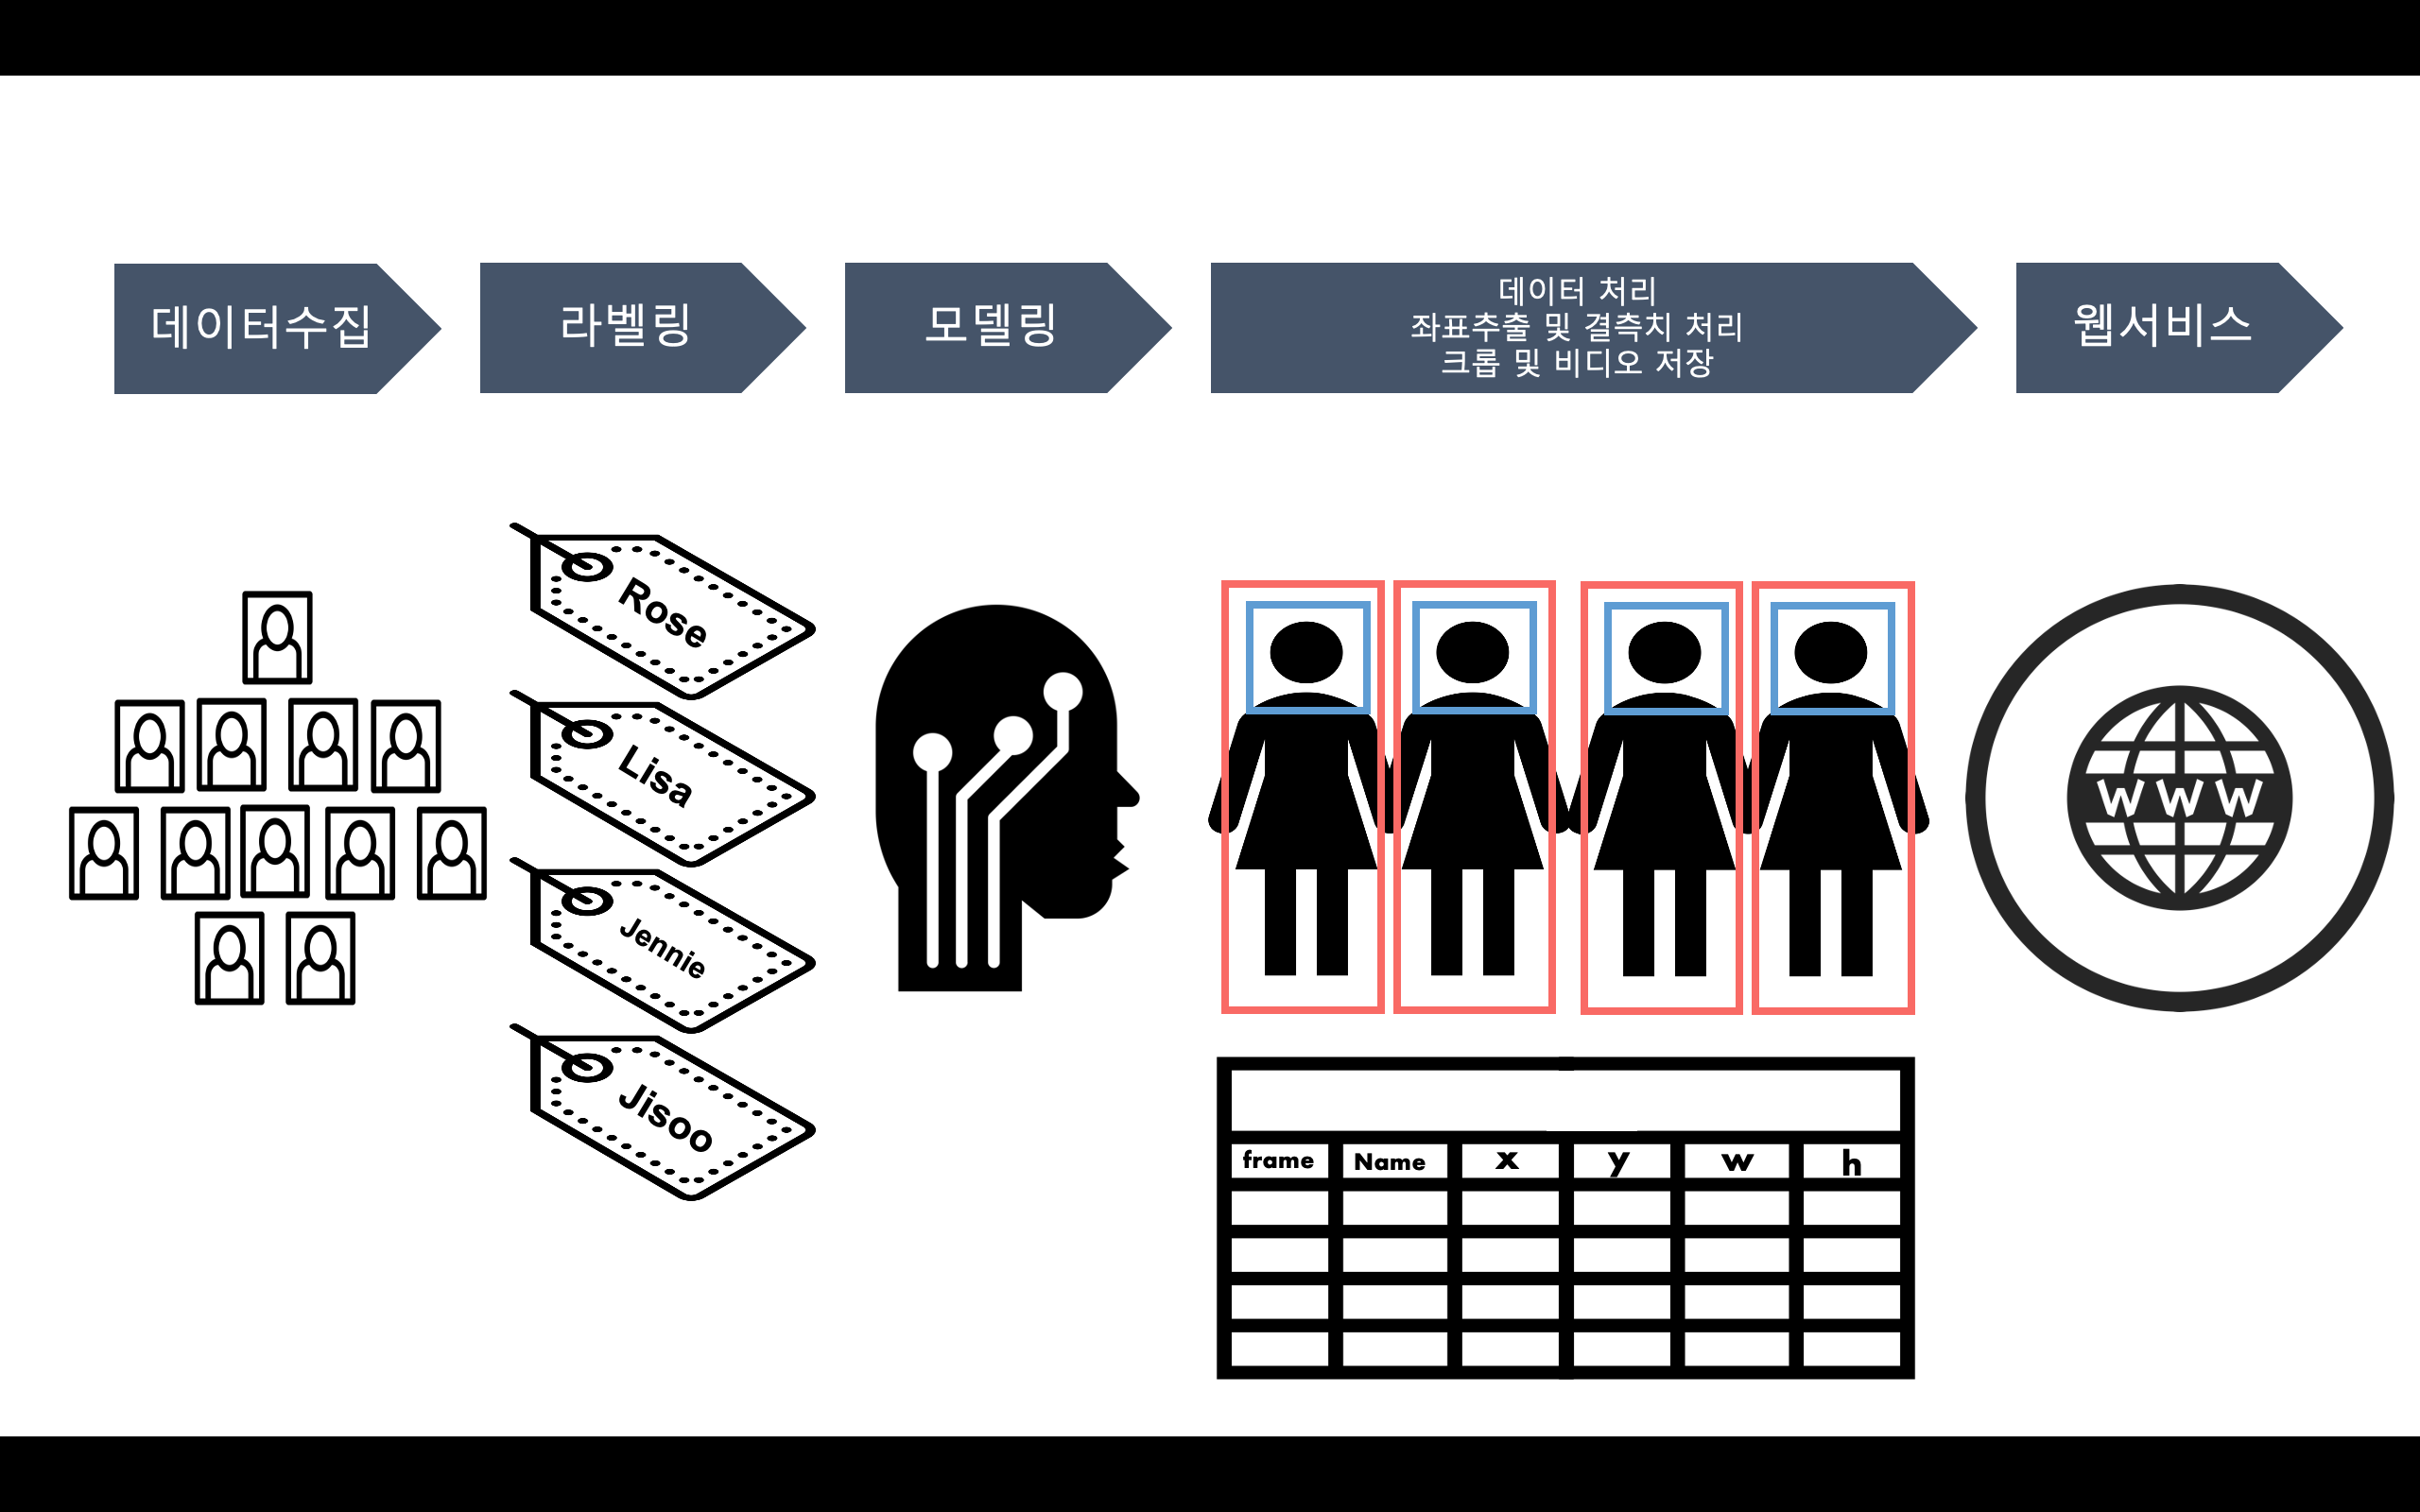 데이터수집
라벨링
모델링
데이터 처리
좌표추출 및 결측치 처리
크롭 및 비디오 저장
웹서비스
Rose
Lisa
Jennie
Jisoo
WWW
frame Name x y w h